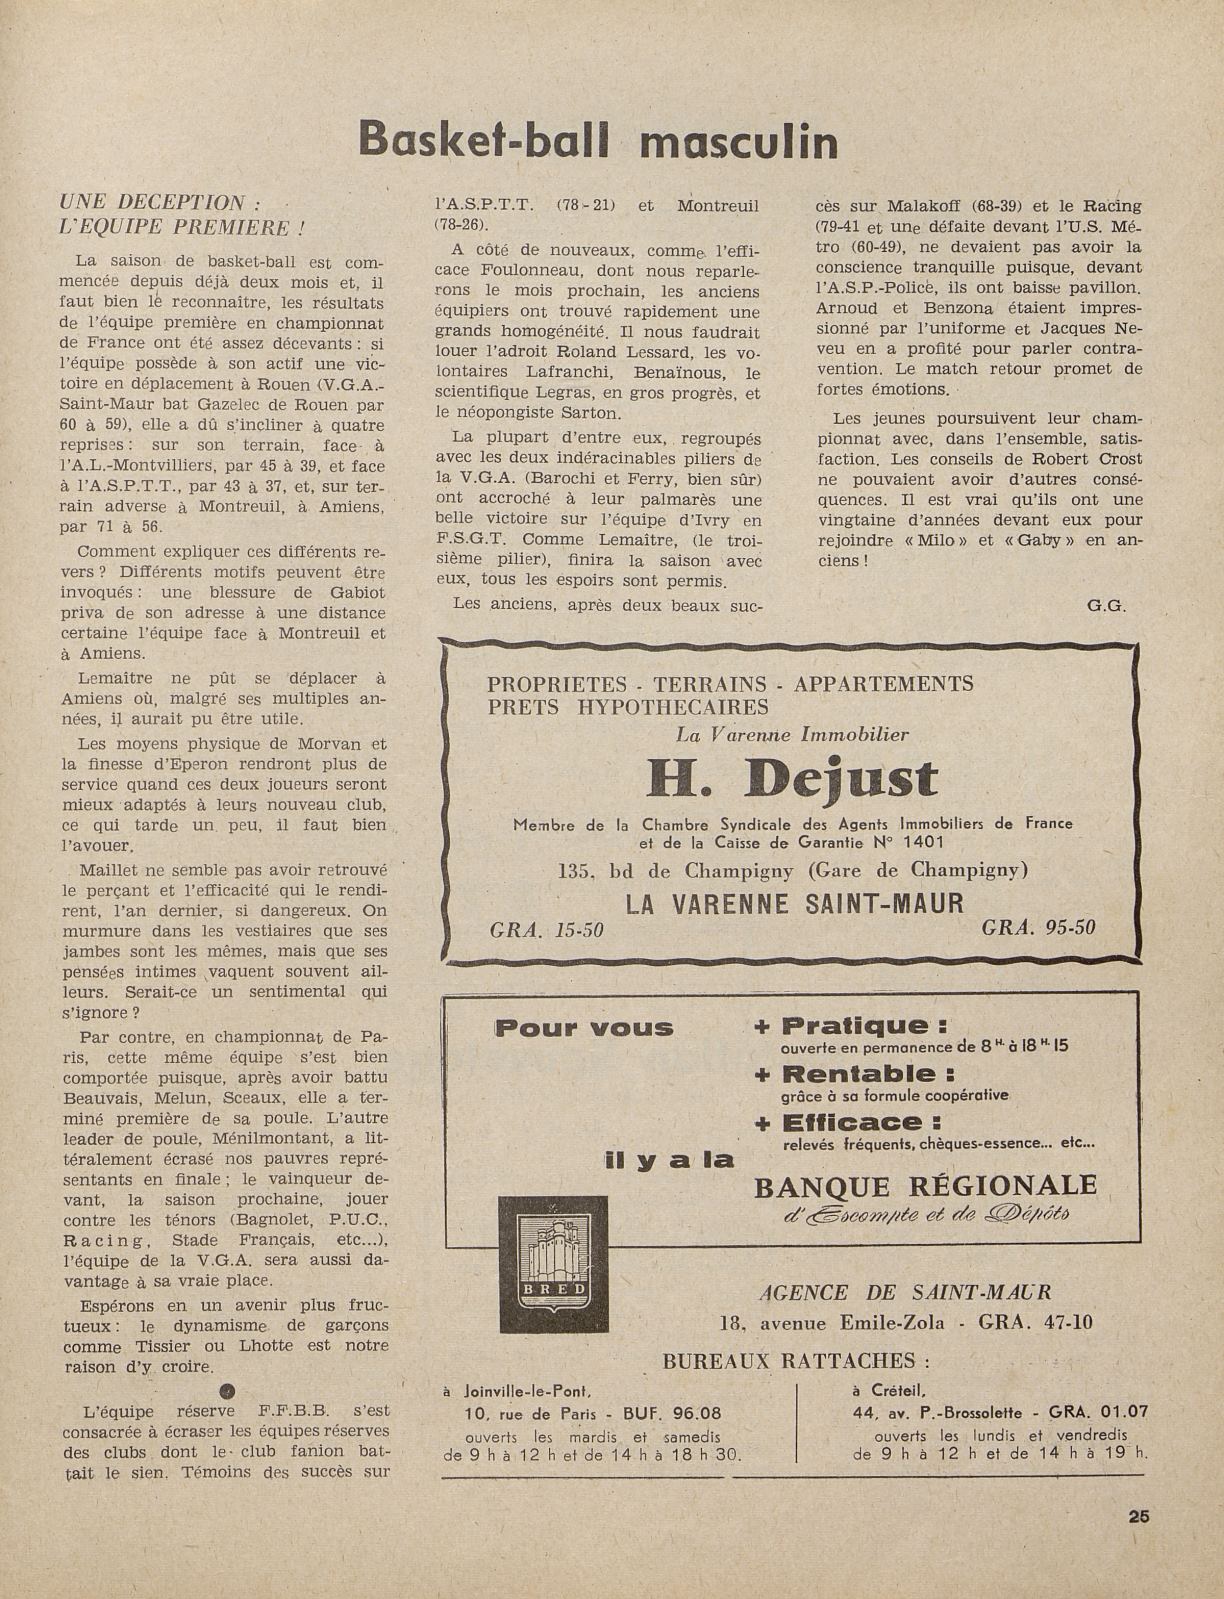 Basket-ball masculin
UNE DECEPTION :
L'EQUIPE PREMIERE !
La saison de basket-ball est com-
mencée depuis déjà deux mois et, il
faut bien lé reconnaître, les résultats
de l'équipe première en championnat
de France ont été assez décevants : si
l'équipe possède à son actif une vic-
toire en déplacement à Rouen (V.G.A.-
Saint-Maur bat Gazelec de Rouen par
60 à 59), elle a dû s'incliner à quatre
reprises : sur son terrain, face à
l'A.L.-Montvilliers, par 45 à 39, et face
à l'A.S.P.T.T., par 43 à 37, et, sur ter-
rain adverse à Montreuil, à Amiens,
par 71 à 56.
Comment expliquer ces différents re-
vers ? Différents motifs peuvent être
invoqués : une blessure de Gabiot
priva de son adresse à une distance
certaine l'équipe face à Montreuil et
à Amiens.
Lemaître ne pût se déplacer à
Amiens où, malgré ses multiples an-
nées, il aurait pu être utile.
Les moyens physique de Morvan et
la finesse d'Eperon rendront plus de
service quand ces deux joueurs seront
mieux adaptés à leurs nouveau club,
ce qui tarde un peu, il faut bien
l'avouer.
Maillet ne semble pas avoir retrouvé
le perçant et l'efficacité qui le rendi-
rent, l'an dernier, si dangereux. On
murmure dans les vestiaires que ses
jambes sont les mêmes, mais que ses
pensées intimes vaquent souvent ail-
leurs. Serait-ce un sentimental qui
s'ignore ?
Par contre, en championnat de Pa-
ris, cette même équipe s'est bien
comportée puisque, après avoir battu
Beauvais, Melun, Sceaux, elle a ter-
miné première de sa poule. L'autre
leader de poule, Ménilmontant, a lit-
téralement écrasé nos pauvres repré-
sentants en finale ; le vainqueur de-
vant, la saison prochaine, jouer
contre les ténors (Bagnolet, P.U.C.,
Racing, Stade Français, etc...),
l'équipe de la V.G.A. sera aussi da-
vantage à sa vraie place.
Espérons en un avenir plus fruc-
tueux : le dynamisme de garçons
comme Tissier ou Lhotte est notre
raison d'y croire.
L'équipe réserve F.F.B.B. s'est
consacrée à écraser les équipes réserves
des clubs dont le club fanion bat-
tait le sien. Témoins des succès sur
l'A.S.P.T.T. (78-21) et Montreuil
(78-26).
A côté de nouveaux, comme l'effi-
cace Foulonneau, dont nous reparle-
rons le mois prochain, les anciens
équipiers ont trouvé rapidement une
grands homogénéité. Il nous faudrait
louer l'adroit Roland Lessard, les vo-
lontaires Lafranchi, Benaïnous, le
scientifique Legras, en gros progrès, et
le néopongiste Sarton.
La plupart d'entre eux, regroupés
avec les deux indéracinables piliers de
la V.G.A. (Barochi et Ferry, bien sûr)
ont accroché à leur palmarès une
belle victoire sur l'équipe d'Ivry en
F.S.G.T. Comme Lemaître, (le troi-
sième pilier), finira la saison avec
eux, tous les espoirs sont permis.
Les anciens, après deux beaux suc-
cès sur Malakoff (68-39) et le Racing
(79-41 et une défaite devant l'U.S. Mé-
tro (60-49), ne devaient pas avoir la
conscience tranquille puisque, devant
l'A.S.P.-Police, ils ont baisse pavillon.
Arnoud et Benzona étaient impres-
sionné par l'uniforme et Jacques Ne-
veu en a profité pour parler contra-
vention. Le match retour promet de
fortes émotions.
Les jeunes poursuivent leur cham-
pionnat avec, dans l'ensemble, satis-
faction. Les conseils de Robert Crost
ne pouvaient avoir d'autres consé-
quences. Il est vrai qu'ils ont une
vingtaine d'années devant eux pour
rejoindre « Milo » et « Gaby » en an-
ciens !
G.G.
PROPRIETES - TERRAINS - APPARTEMENTS
PRETS HYPOTHECAIRES
La Varenne Immobilier
H. Dejust
Membre de la Chambre Syndicale des Agents Immobiliers de France
et de la Caisse de Garantie N° 1401
135, bd de Champigny (Gare de Champigny)
LA VARENNE SAINT-MAUR
GRA. 15-50 GRA. 95-50
Pour vous
+ Pratique :
ouverte en permanence de 8 H. à 18 H. 15
+ Rentable :
grâce à sa formule coopérative
+ Efficace :
relevés fréquents, chèques-essence... etc...
il y a la
BANQUE RÉGIONALE
d'Escompte et de Dépôts
BRED
AGENCE DE SAINT-MAUR
18, avenue Emile-Zola - GRA. 47-10
BUREAUX RATTACHES :
à Joinville-le-Pont,
10, rue de Paris - BUF. 96.08
ouverts les mardis et samedis
de 9 h à 12 h et de 14 h à 18 h 30.
à Créteil,
44, av. P.-Brossolette - GRA. 01.07
ouverts les lundis et vendredis
de 9 h à 12 h et de 14 h à 19 h.
25